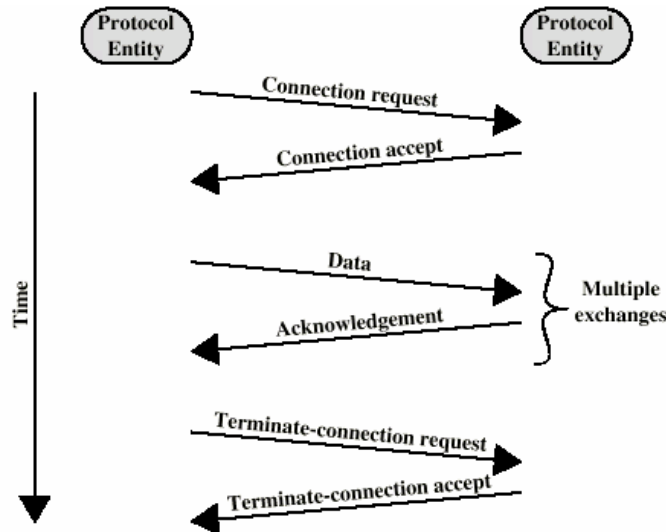 Protocol
Entity
Protocol
Entity
Connection request
Connection accept
Data
Acknowledgement
Multiple
exchanges
Time
Terminate-connection request
Terminate-connection accept